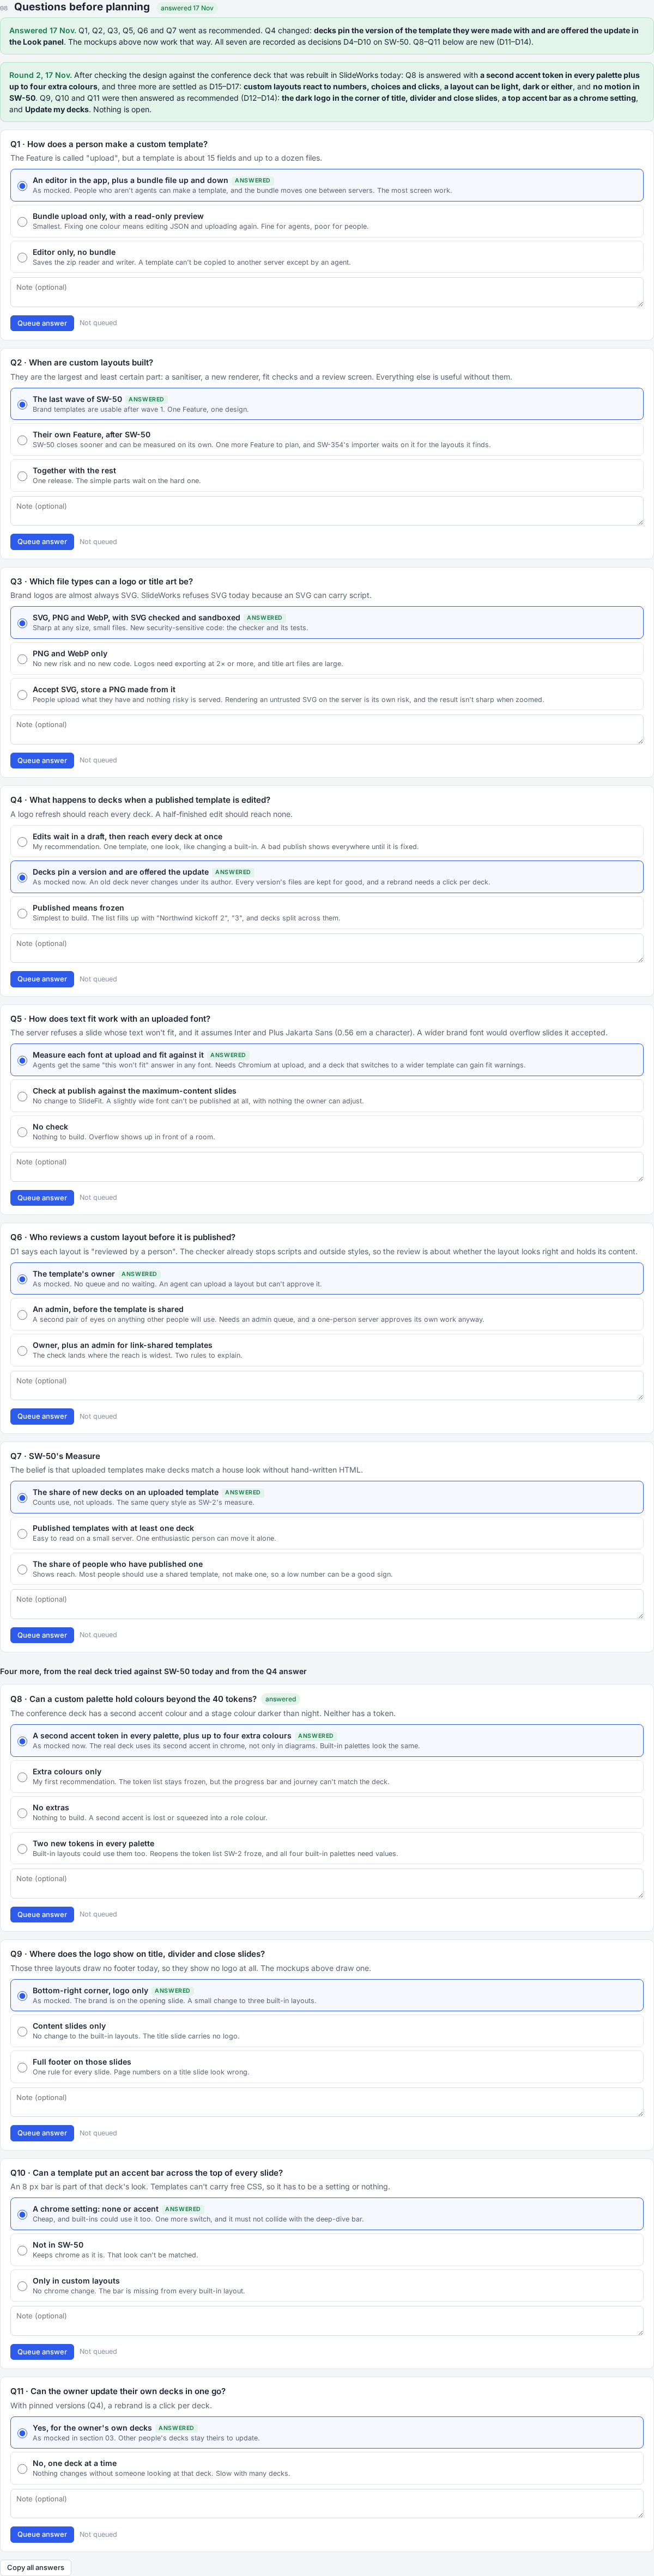 06 Questions before planning answered 17 Nov
Answered 17 Nov. Q1, Q2, Q3, Q5, Q6 and Q7 went as recommended. Q4 changed: decks pin the version of the template they were made with and are offered the update in
the Look panel. The mockups above now work that way. All seven are recorded as decisions D4–D10 on SW-50. Q8–Q11 below are new (D11–D14).
Round 2, 17 Nov. After checking the design against the conference deck that was rebuilt in SlideWorks today: Q8 is answered with a second accent token in every palette plus
up to four extra colours, and three more are settled as D15–D17: custom layouts react to numbers, choices and clicks, a layout can be light, dark or either, and no motion in
SW-50. Q9, Q10 and Q11 were then answered as recommended (D12–D14): the dark logo in the corner of title, divider and close slides, a top accent bar as a chrome setting,
and Update my decks. Nothing is open.
Q1 · How does a person make a custom template?
The Feature is called "upload", but a template is about 15 fields and up to a dozen files.
An editor in the app, plus a bundle file up and down ANSWERED
As mocked. People who aren't agents can make a template, and the bundle moves one between servers. The most screen work.
Bundle upload only, with a read-only preview
Smallest. Fixing one colour means editing JSON and uploading again. Fine for agents, poor for people.
Editor only, no bundle
Saves the zip reader and writer. A template can't be copied to another server except by an agent.
Note (optional)
Queue answer Not queued
Q2 · When are custom layouts built?
They are the largest and least certain part: a sanitiser, a new renderer, fit checks and a review screen. Everything else is useful without them.
The last wave of SW-50 ANSWERED
Brand templates are usable after wave 1. One Feature, one design.
Their own Feature, after SW-50
SW-50 closes sooner and can be measured on its own. One more Feature to plan, and SW-354's importer waits on it for the layouts it finds.
Together with the rest
One release. The simple parts wait on the hard one.
Note (optional)
Queue answer Not queued
Q3 · Which file types can a logo or title art be?
Brand logos are almost always SVG. SlideWorks refuses SVG today because an SVG can carry script.
SVG, PNG and WebP, with SVG checked and sandboxed ANSWERED
Sharp at any size, small files. New security-sensitive code: the checker and its tests.
PNG and WebP only
No new risk and no new code. Logos need exporting at 2× or more, and title art files are large.
Accept SVG, store a PNG made from it
People upload what they have and nothing risky is served. Rendering an untrusted SVG on the server is its own risk, and the result isn't sharp when zoomed.
Note (optional)
Queue answer Not queued
Q4 · What happens to decks when a published template is edited?
A logo refresh should reach every deck. A half-finished edit should reach none.
Edits wait in a draft, then reach every deck at once
My recommendation. One template, one look, like changing a built-in. A bad publish shows everywhere until it is fixed.
Decks pin a version and are offered the update ANSWERED
As mocked now. An old deck never changes under its author. Every version's files are kept for good, and a rebrand needs a click per deck.
Published means frozen
Simplest to build. The list fills up with "Northwind kickoff 2", "3", and decks split across them.
Note (optional)
Queue answer Not queued
Q5 · How does text fit work with an uploaded font?
The server refuses a slide whose text won't fit, and it assumes Inter and Plus Jakarta Sans (0.56 em a character). A wider brand font would overflow slides it accepted.
Measure each font at upload and fit against it ANSWERED
Agents get the same "this won't fit" answer in any font. Needs Chromium at upload, and a deck that switches to a wider template can gain fit warnings.
Check at publish against the maximum-content slides
No change to SlideFit. A slightly wide font can't be published at all, with nothing the owner can adjust.
No check
Nothing to build. Overflow shows up in front of a room.
Note (optional)
Queue answer Not queued
Q6 · Who reviews a custom layout before it is published?
D1 says each layout is "reviewed by a person". The checker already stops scripts and outside styles, so the review is about whether the layout looks right and holds its content.
The template's owner ANSWERED
As mocked. No queue and no waiting. An agent can upload a layout but can't approve it.
An admin, before the template is shared
A second pair of eyes on anything other people will use. Needs an admin queue, and a one-person server approves its own work anyway.
Owner, plus an admin for link-shared templates
The check lands where the reach is widest. Two rules to explain.
Note (optional)
Queue answer Not queued
Q7 · SW-50's Measure
The belief is that uploaded templates make decks match a house look without hand-written HTML.
The share of new decks on an uploaded template ANSWERED
Counts use, not uploads. The same query style as SW-2's measure.
Published templates with at least one deck
Easy to read on a small server. One enthusiastic person can move it alone.
The share of people who have published one
Shows reach. Most people should use a shared template, not make one, so a low number can be a good sign.
Note (optional)
Queue answer Not queued
Four more, from the real deck tried against SW-50 today and from the Q4 answer
Q8 · Can a custom palette hold colours beyond the 40 tokens? answered
The conference deck has a second accent colour and a stage colour darker than night. Neither has a token.
A second accent token in every palette, plus up to four extra colours ANSWERED
As mocked now. The real deck uses its second accent in chrome, not only in diagrams. Built-in palettes look the same.
Extra colours only
My first recommendation. The token list stays frozen, but the progress bar and journey can't match the deck.
No extras
Nothing to build. A second accent is lost or squeezed into a role colour.
Two new tokens in every palette
Built-in layouts could use them too. Reopens the token list SW-2 froze, and all four built-in palettes need values.
Note (optional)
Queue answer Not queued
Q9 · Where does the logo show on title, divider and close slides?
Those three layouts draw no footer today, so they show no logo at all. The mockups above draw one.
Bottom-right corner, logo only ANSWERED
As mocked. The brand is on the opening slide. A small change to three built-in layouts.
Content slides only
No change to the built-in layouts. The title slide carries no logo.
Full footer on those slides
One rule for every slide. Page numbers on a title slide look wrong.
Note (optional)
Queue answer Not queued
Q10 · Can a template put an accent bar across the top of every slide?
An 8 px bar is part of that deck's look. Templates can't carry free CSS, so it has to be a setting or nothing.
A chrome setting: none or accent ANSWERED
Cheap, and built-ins could use it too. One more switch, and it must not collide with the deep-dive bar.
Not in SW-50
Keeps chrome as it is. That look can't be matched.
Only in custom layouts
No chrome change. The bar is missing from every built-in layout.
Note (optional)
Queue answer Not queued
Q11 · Can the owner update their own decks in one go?
With pinned versions (Q4), a rebrand is a click per deck.
Yes, for the owner's own decks ANSWERED
As mocked in section 03. Other people's decks stay theirs to update.
No, one deck at a time
Nothing changes without someone looking at that deck. Slow with many decks.
Note (optional)
Queue answer Not queued
Copy all answers